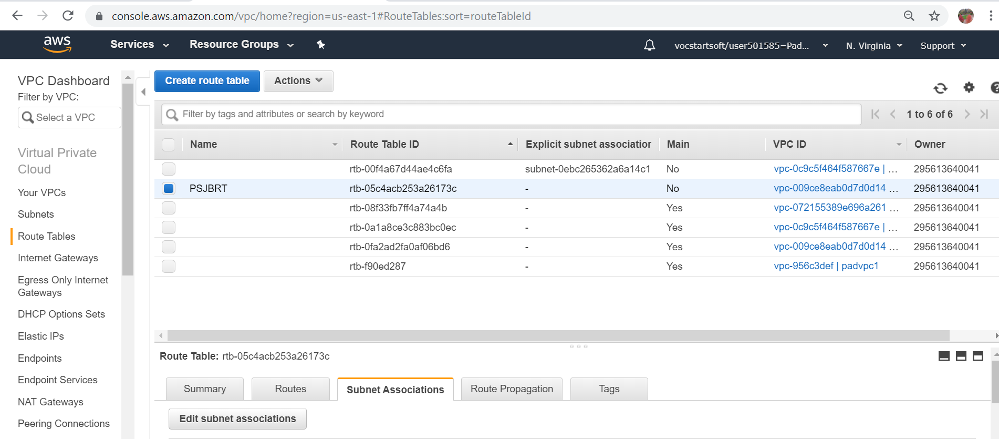 console.aws.amazon.com/vpc/home?region=us-east-1#RouteTables:sort=routeTableId
aws Services Resource Groups vocstartsoft/user501585=Pad... N. Virginia Support
VPC Dashboard
Filter by VPC:
Select a VPC
Virtual Private
Cloud
Your VPCs
Subnets
Route Tables
Internet Gateways
Egress Only Internet
Gateways
DHCP Options Sets
Elastic IPs
Endpoints
Endpoint Services
NAT Gateways
Peering Connections
Create route table Actions
Filter by tags and attributes or search by keyword 1 to 6 of 6
Name Route Table ID Explicit subnet association Main VPC ID Owner
rtb-00f4a67d44ae4c6fa subnet-0ebc265362a6a14c1 No vpc-0c9c5f464f587667e | ... 295613640041
PSJBRT rtb-05c4acb253a26173c - No vpc-009ce8eab0d7d0d14 ... 295613640041
rtb-08f33fb7ff4a74a4b - Yes vpc-072155389e696a261 ... 295613640041
rtb-0a1a8ce3c883bc0ec - Yes vpc-0c9c5f464f587667e | ... 295613640041
rtb-0fa2ad2fa0af06bd6 - Yes vpc-009ce8eab0d7d0d14 ... 295613640041
rtb-f90ed287 - Yes vpc-956c3def | padvpc1 295613640041
Route Table: rtb-05c4acb253a26173c
Summary Routes Subnet Associations Route Propagation Tags
Edit subnet associations